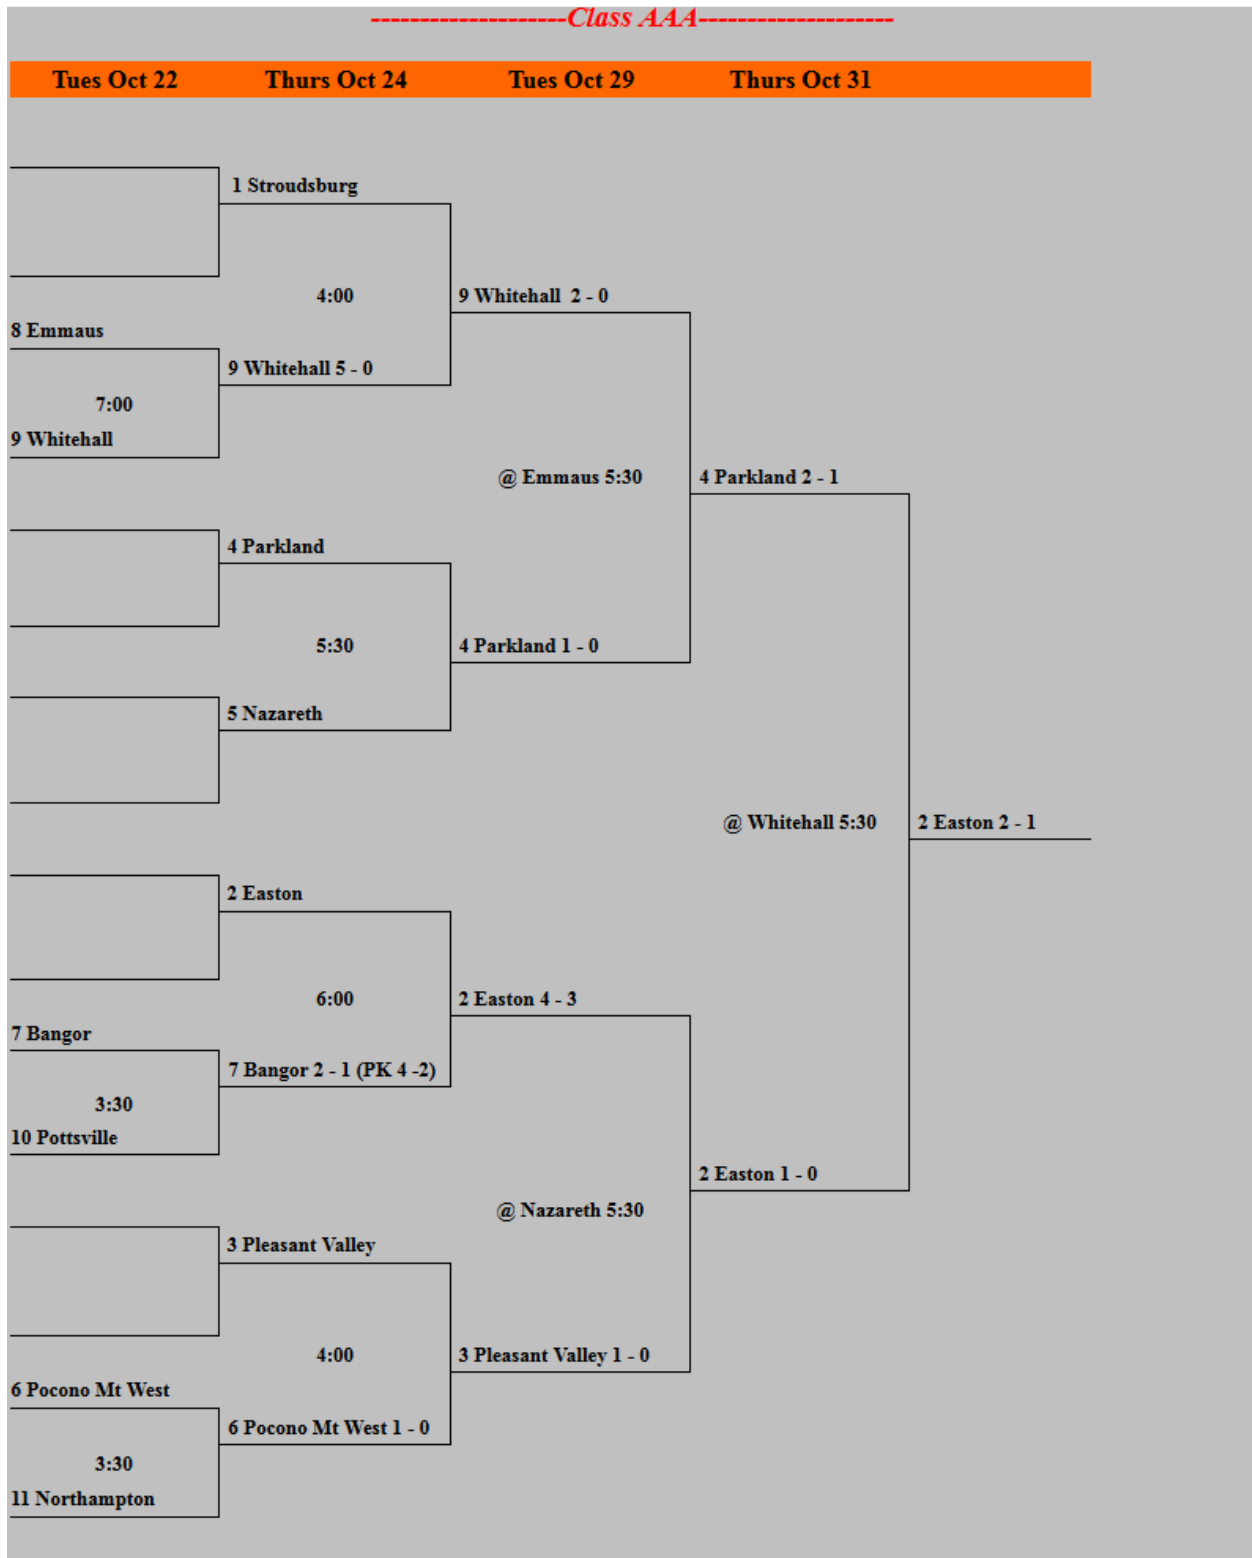 --------------------Class AAA--------------------
Tues Oct 22 Thurs Oct 24 Tues Oct 29 Thurs Oct 31
1 Stroudsburg
4:00 9 Whitehall 2 - 0
8 Emmaus
9 Whitehall 5 - 0
7:00
9 Whitehall
@ Emmaus 5:30 4 Parkland 2 - 1
4 Parkland
5:30 4 Parkland 1 - 0
5 Nazareth
@ Whitehall 5:30 2 Easton 2 - 1
2 Easton
6:00 2 Easton 4 - 3
7 Bangor
7 Bangor 2 - 1 (PK 4 -2)
3:30
10 Pottsville
2 Easton 1 - 0
@ Nazareth 5:30
3 Pleasant Valley
4:00 3 Pleasant Valley 1 - 0
6 Pocono Mt West
6 Pocono Mt West 1 - 0
3:30
11 Northampton